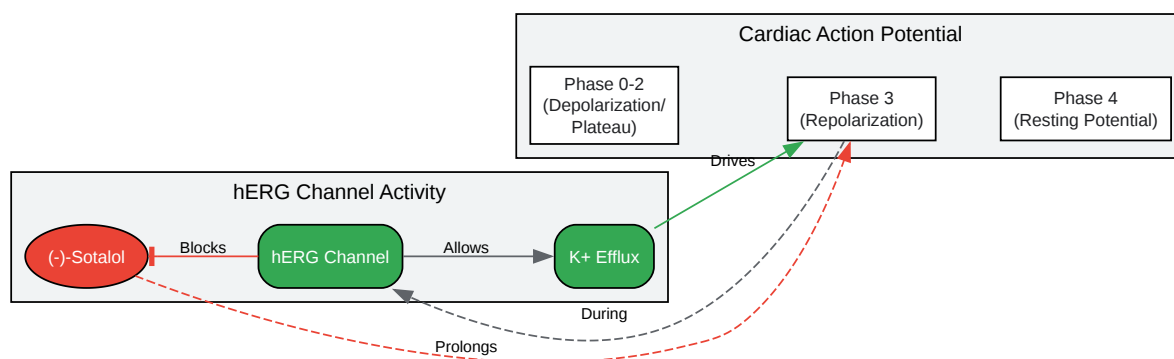 Cardiac Action Potential
Phase 0-2
(Depolarization/
Plateau)
Phase 3
(Repolarization)
Phase 4
(Resting Potential)
Drives
hERG Channel Activity
(-)-Sotalol
Blocks
hERG Channel
Allows
K+ Efflux
During
Prolongs